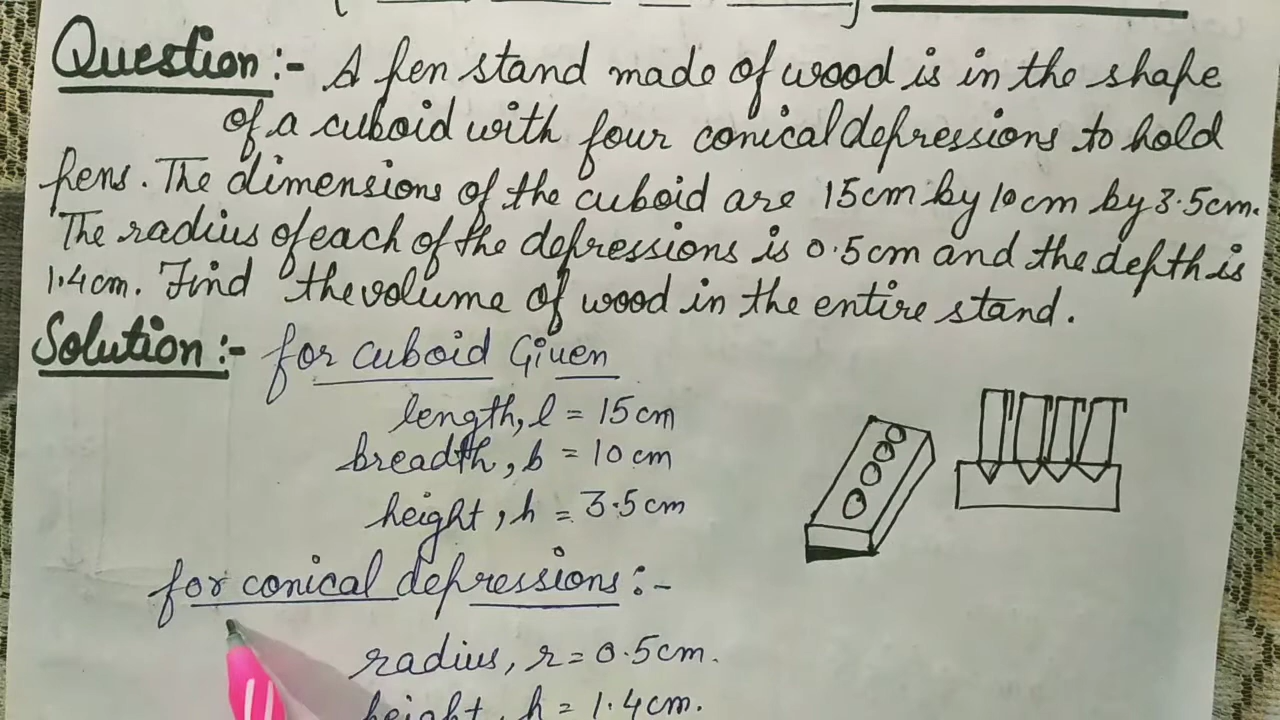 Question :- A pen stand made of wood is in the shape
of a cuboid with four conical depressions to hold
pens. The dimensions of the cuboid are 15cm by 10cm by 3.5cm.
The radius of each of the depressions is 0.5cm and the depth is
1.4cm. Find the volume of wood in the entire stand.
Solution :- for cuboid Given
length, l = 15cm
breadth, b = 10cm
height, h = 3.5cm
for conical depressions :-
radius, r = 0.5cm.
height, h = 1.4cm.